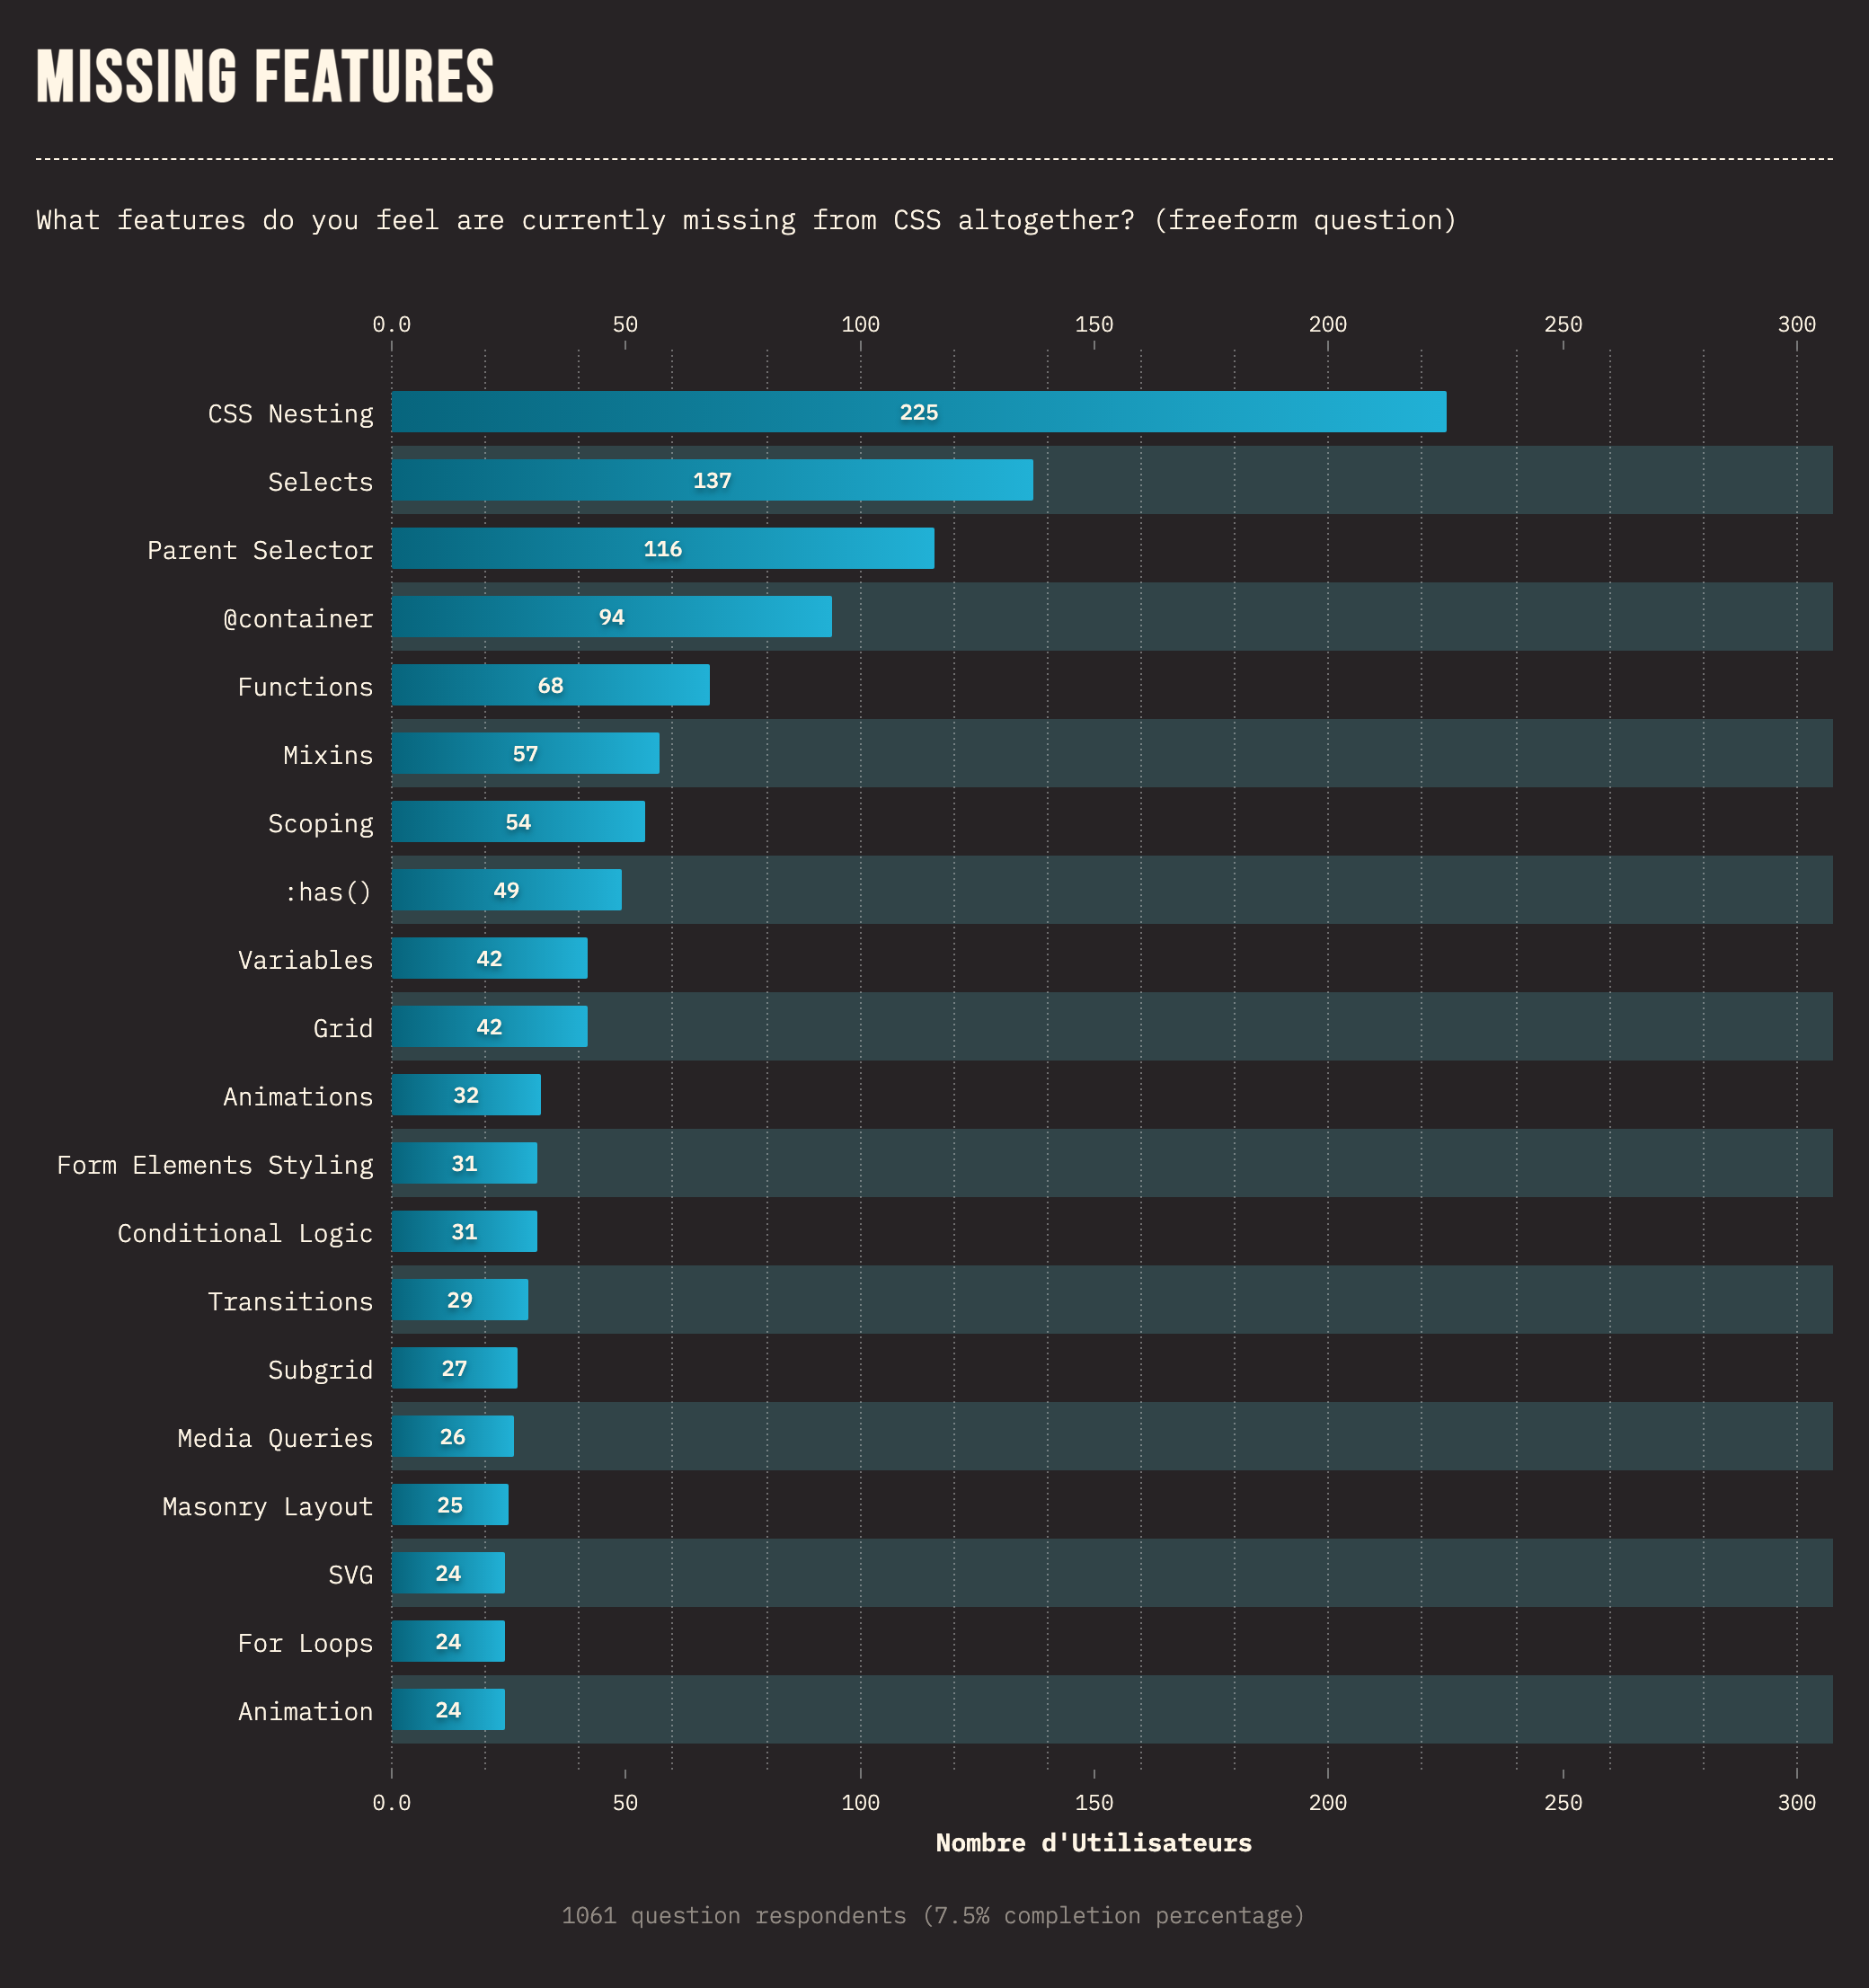 MISSING FEATURES
What features do you feel are currently missing from CSS altogether? (freeform question)
0.0 50 100 150 200 250 300
CSS Nesting 225
Selects 137
Parent Selector 116
@container 94
Functions 68
Mixins 57
Scoping 54
:has() 49
Variables 42
Grid 42
Animations 32
Form Elements Styling 31
Conditional Logic 31
Transitions 29
Subgrid 27
Media Queries 26
Masonry Layout 25
SVG 24
For Loops 24
Animation 24
0.0 50 100 150 200 250 300
Nombre d'Utilisateurs
1061 question respondents (7.5% completion percentage)